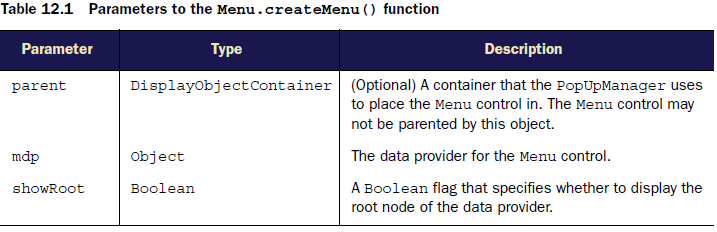 Table 12.1 Parameters to the Menu.createMenu() function
Parameter Type Description
parent DisplayObjectContainer (Optional) A container that the PopUpManager uses
to place the Menu control in. The Menu control may
not be parented by this object.
mdp Object The data provider for the Menu control.
showRoot Boolean A Boolean flag that specifies whether to display the
root node of the data provider.